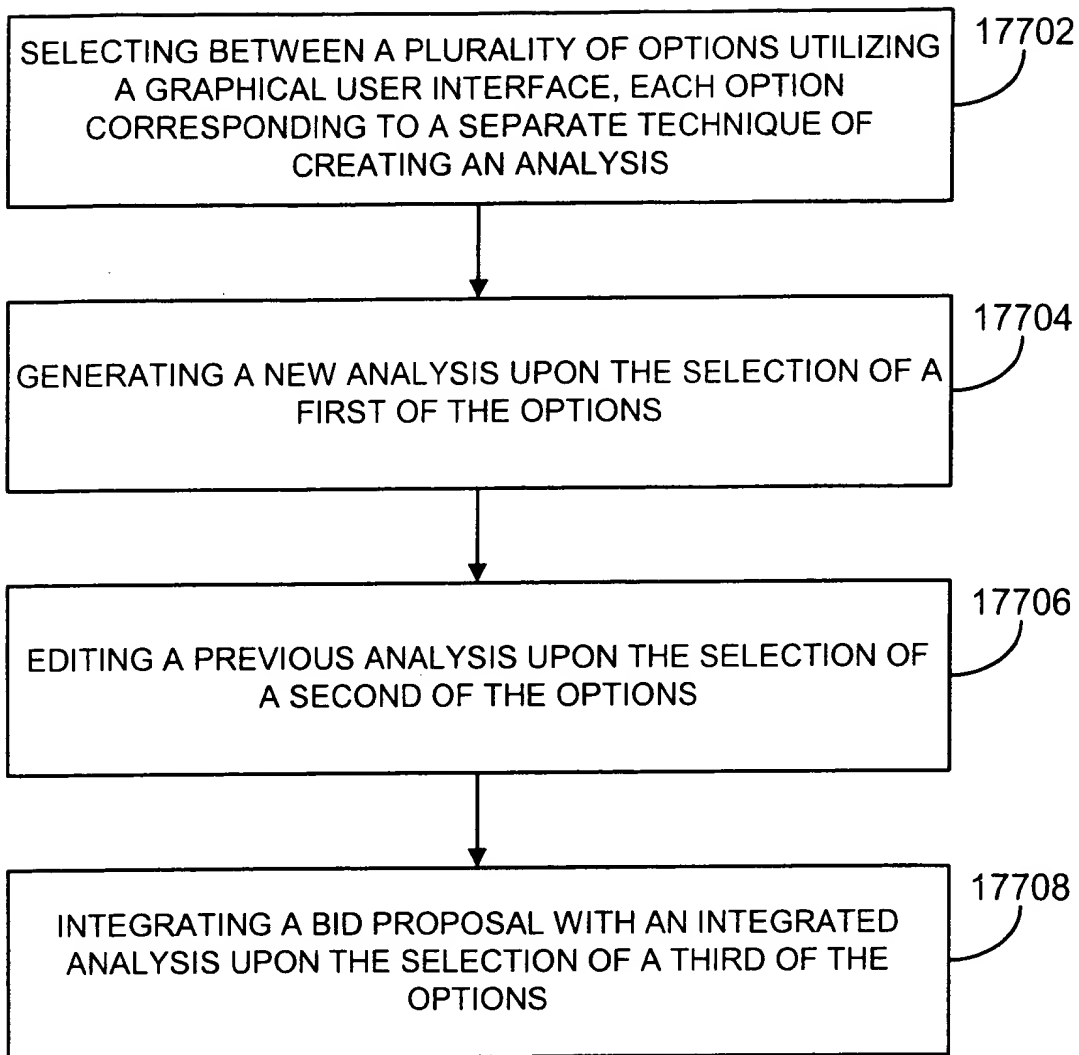 SELECTING BETWEEN A PLURALITY OF OPTIONS UTILIZING
A GRAPHICAL USER INTERFACE, EACH OPTION
CORRESPONDING TO A SEPARATE TECHNIQUE OF
CREATING AN ANALYSIS
17702
GENERATING A NEW ANALYSIS UPON THE SELECTION OF A
FIRST OF THE OPTIONS
17704
EDITING A PREVIOUS ANALYSIS UPON THE SELECTION OF
A SECOND OF THE OPTIONS
17706
INTEGRATING A BID PROPOSAL WITH AN INTEGRATED
ANALYSIS UPON THE SELECTION OF A THIRD OF THE
OPTIONS
17708